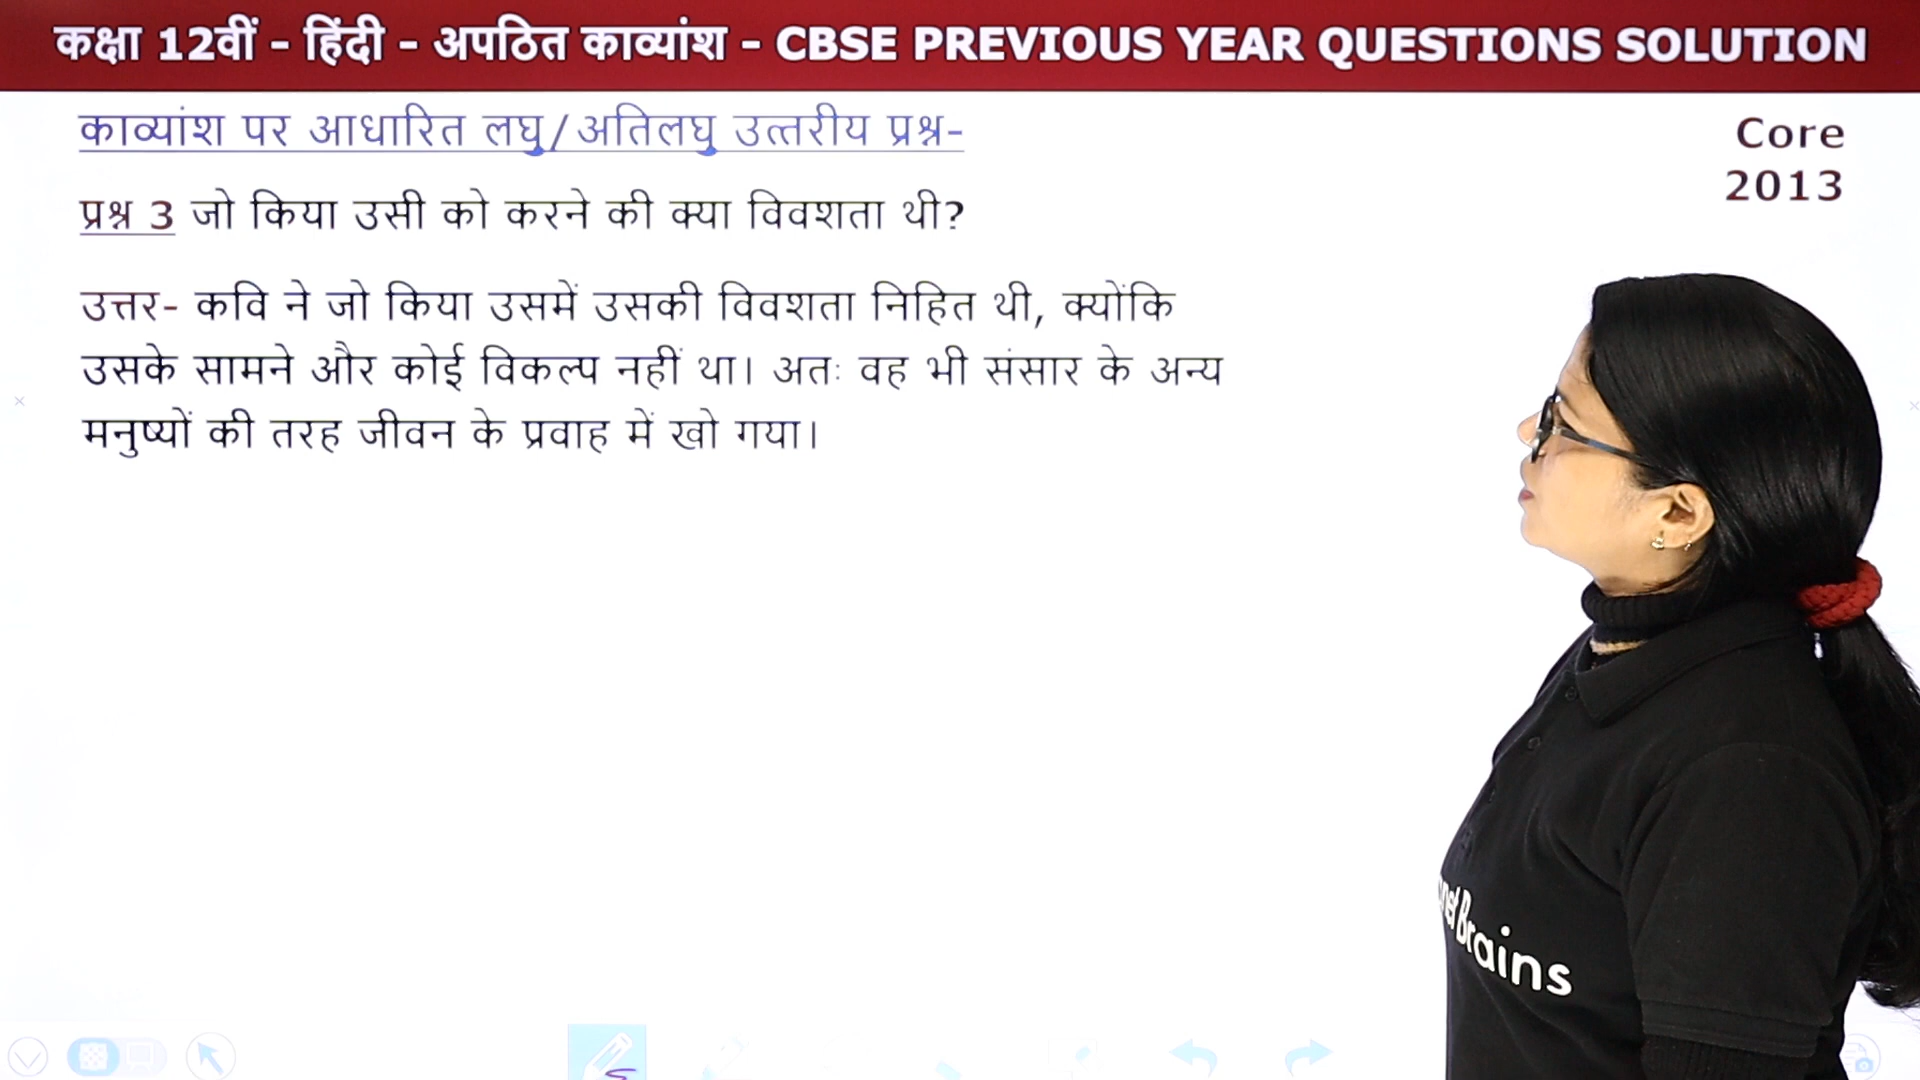 कक्षा 12वीं - हिंदी - अपठित काव्यांश - CBSE PREVIOUS YEAR QUESTIONS SOLUTION
काव्यांश पर आधारित लघु/अतिलघु उत्तरीय प्रश्न-
Core
2013
प्रश्न 3 जो किया उसी को करने की क्या विवशता थी?
उत्तर- कवि ने जो किया उसमें उसकी विवशता निहित थी, क्योंकि
उसके सामने और कोई विकल्प नहीं था। अतः वह भी संसार के अन्य
मनुष्यों की तरह जीवन के प्रवाह में खो गया।
Brains